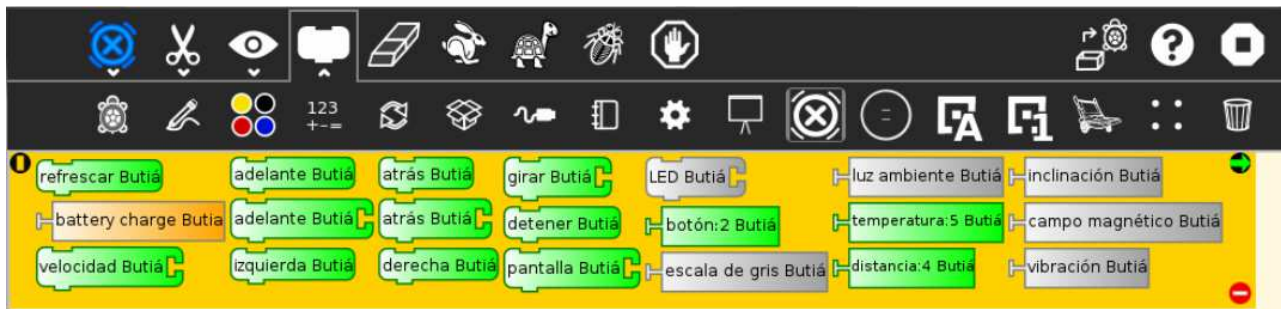 123
+-=
A
1
refrescar Butiá
adelante Butiá
atrás Butiá
girar Butiá
LED Butiá
luz ambiente Butiá
inclinación Butiá
battery charge Butia
adelante Butiá
atrás Butiá
detener Butiá
botón:2 Butiá
temperatura:5 Butiá
campo magnético Butiá
velocidad Butiá
izquierda Butiá
derecha Butiá
pantalla Butiá
escala de gris Butiá
distancia:4 Butiá
vibración Butiá